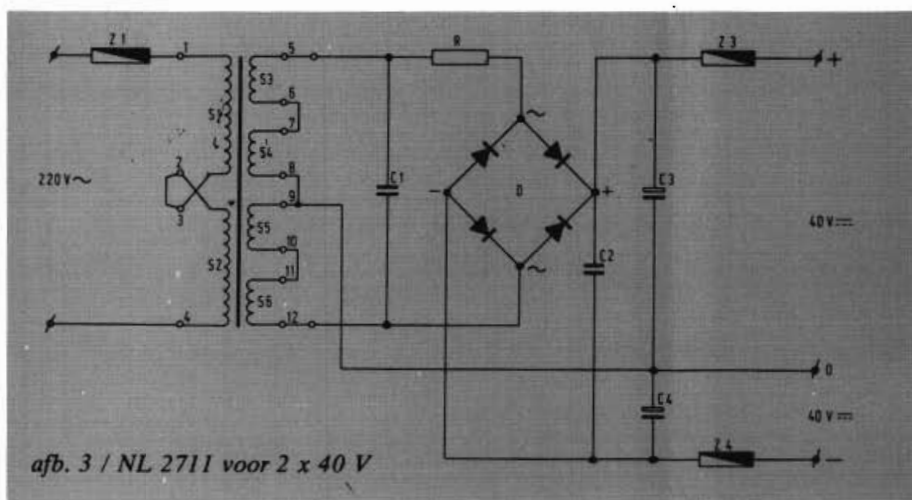 Z1
1
5
R
Z3
+
S3
6
S1
7
S4
2
8
C1
220 V~
~
9
−
D
+
C3
40 V
3
S5
10
C2
S2
11
~
S6
4
12
0
C4
40 V
Z4
−
afb. 3 / NL 2711 voor 2 x 40 V